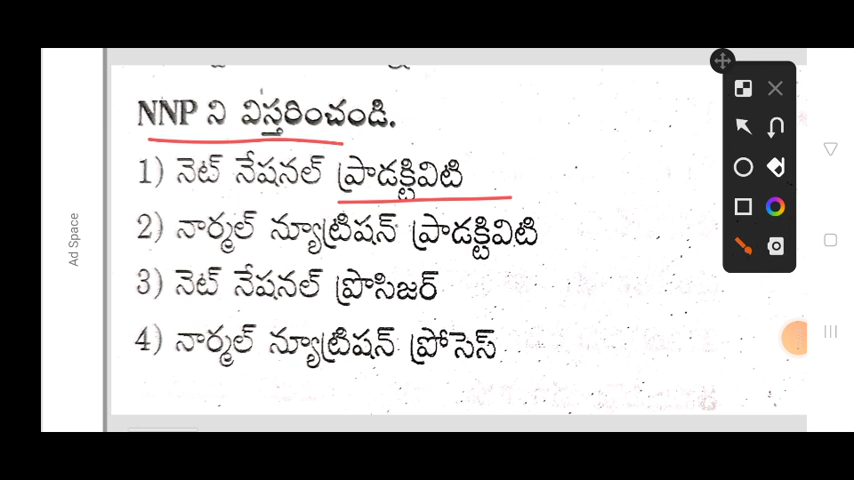 NNP ని విస్తరించండి.
1) నెట్ నేషనల్ ప్రొడక్టివిటి
2) నార్మల్ న్యూట్రిషన్ ప్రొడక్టివిటి
3) నెట్ నేషనల్ ప్రొసిజర్
4) నార్మల్ న్యూట్రిషన్ ప్రోసెస్
Ad Space